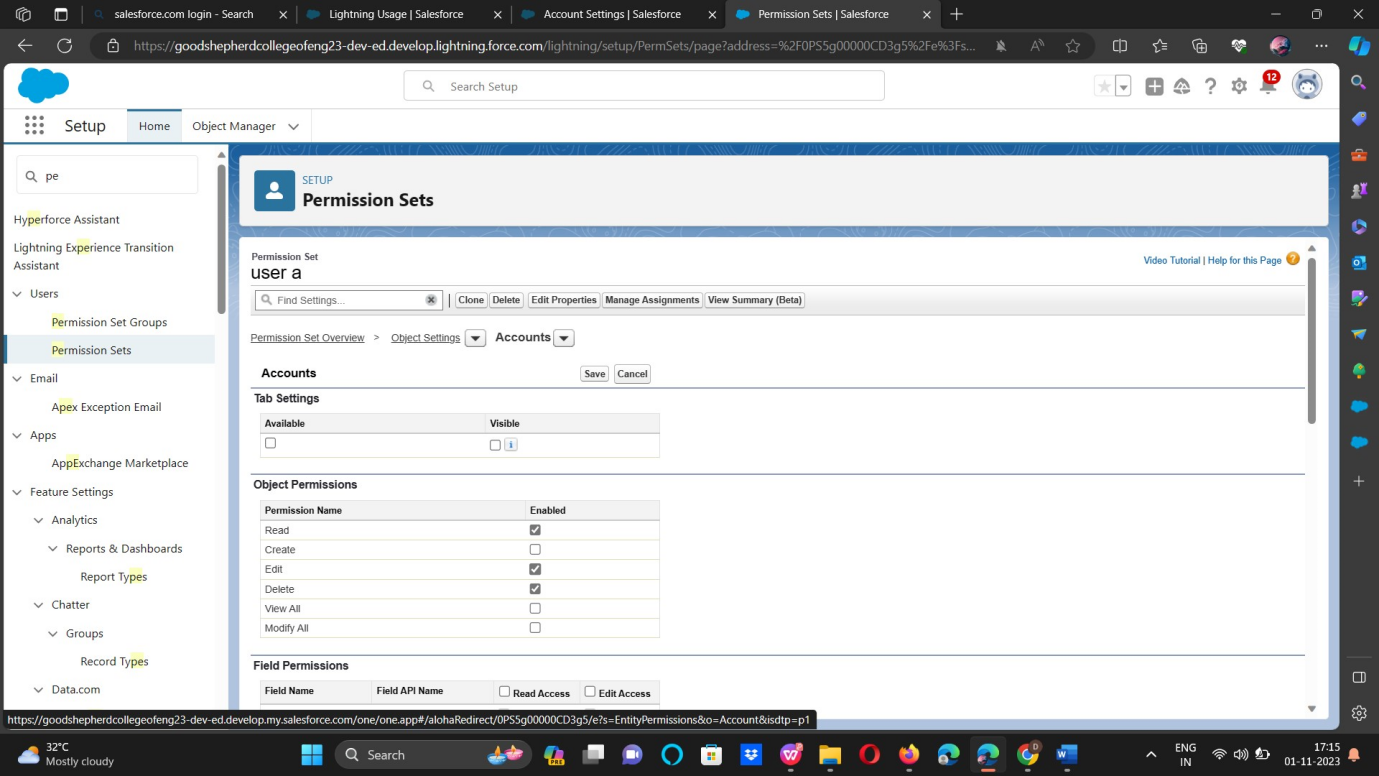 salesforce.com login - Search
Lightning Usage | Salesforce
Account Settings | Salesforce
Permission Sets | Salesforce
https://goodshepherdcollegeofeng23-dev-ed.develop.lightning.force.com/lightning/setup/PermSets/page?address=%2F0PS5g00000CD3g5%2Fe%3Fs...
Search Setup
12
Setup
Home
Object Manager
pe
Hyperforce Assistant
Lightning Experience Transition
Assistant
Users
Permission Set Groups
Permission Sets
Email
Apex Exception Email
Apps
AppExchange Marketplace
Feature Settings
Analytics
Reports & Dashboards
Report Types
Chatter
Groups
Record Types
Data.com
SETUP
Permission Sets
Permission Set
user a
Video Tutorial | Help for this Page
Find Settings...
| Clone Delete Edit Properties Manage Assignments View Summary (Beta)
Permission Set Overview > Object Settings Accounts
Accounts Save Cancel
Tab Settings
Available Visible
Object Permissions
Permission Name Enabled
Read
Create
Edit
Delete
View All
Modify All
Field Permissions
Field Name Field API Name Read Access Edit Access
https://goodshepherdcollegeofeng23-dev-ed.develop.my.salesforce.com/one/one.app#/alohaRedirect/0PS5g00000CD3g5/e?s=EntityPermissions&o=Account&isdtp=p1
32°C
Mostly cloudy
Search
PRE
D
ENG
IN
17:15
01-11-2023